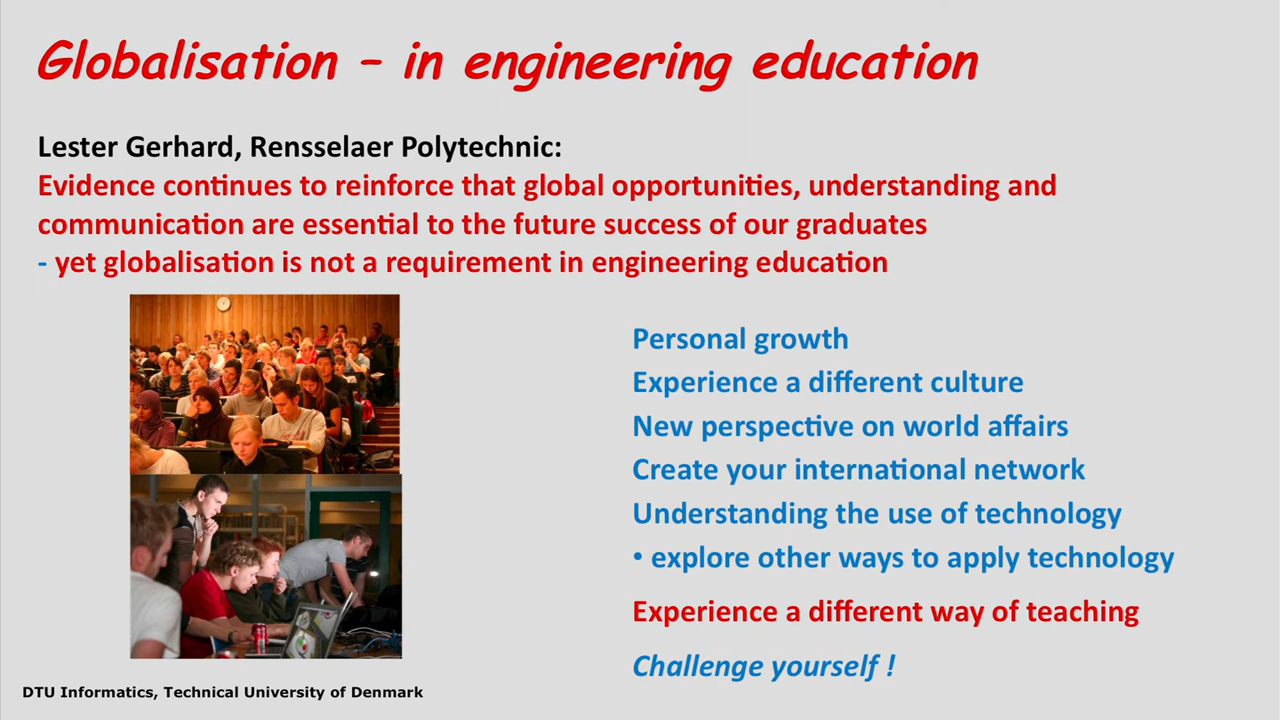 Globalisation – in engineering education
Lester Gerhard, Rensselaer Polytechnic:
Evidence continues to reinforce that global opportunities, understanding and
communication are essential to the future success of our graduates
- yet globalisation is not a requirement in engineering education
Personal growth
Experience a different culture
New perspective on world affairs
Create your international network
Understanding the use of technology
• explore other ways to apply technology
Experience a different way of teaching
Challenge yourself !
DTU Informatics, Technical University of Denmark